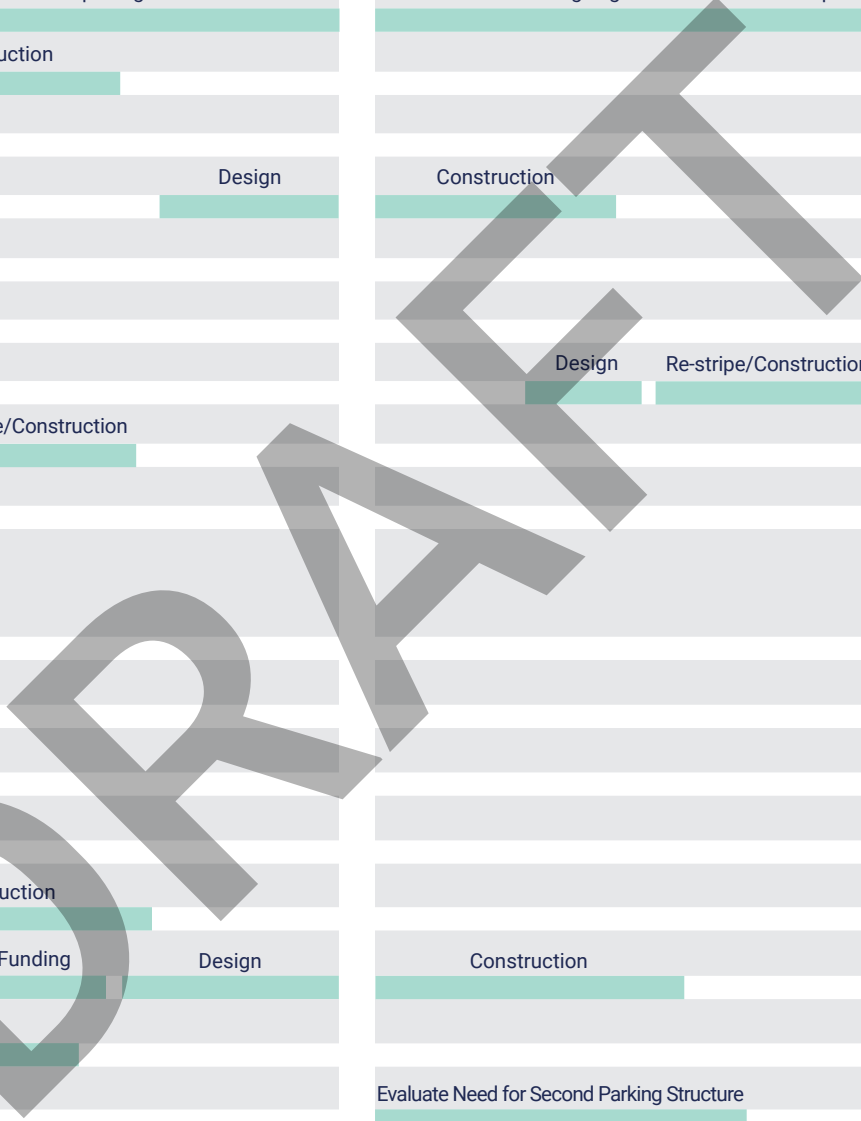 uction
Design Construction
Design Re-stripe/Construction
e/Construction
uction
Funding Design Construction
Evaluate Need for Second Parking Structure
DRAFT